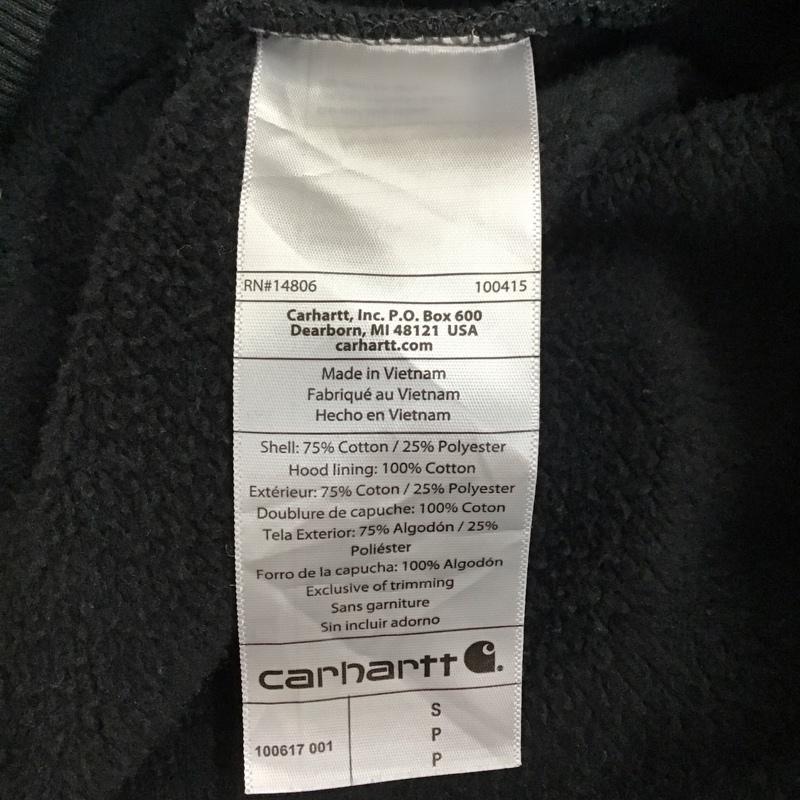 RN#14806 100415
Carhartt, Inc. P.O. Box 600
Dearborn, MI 48121 USA
carhartt.com
Made in Vietnam
Fabriqué au Vietnam
Hecho en Vietnam
Shell: 75% Cotton / 25% Polyester
Hood lining: 100% Cotton
Extérieur: 75% Coton / 25% Polyester
Doublure de capuche: 100% Coton
Tela Exterior: 75% Algodón / 25%
Poliéster
Forro de la capucha: 100% Algodón
Exclusive of trimming
Sans garniture
Sin incluir adorno
carhartt
S
P
100617 001
P